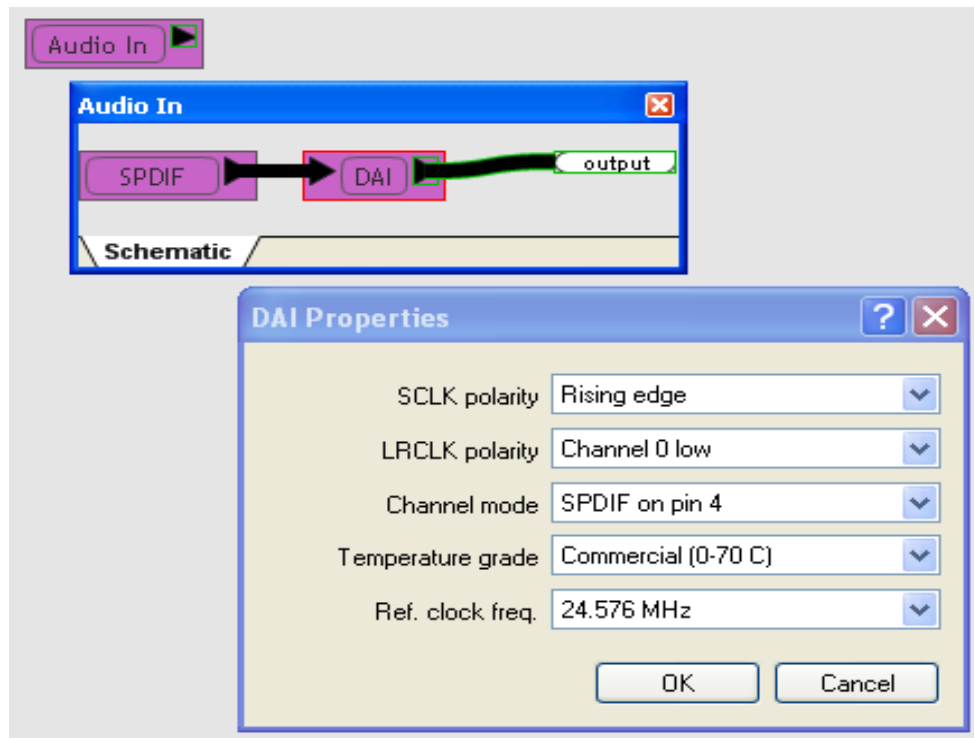 Audio In
Audio In
SPDIF DAI output
Schematic
DAI Properties
SCLK polarity Rising edge
LRCLK polarity Channel 0 low
Channel mode SPDIF on pin 4
Temperature grade Commercial (0-70 C)
Ref. clock freq. 24.576 MHz
OK Cancel